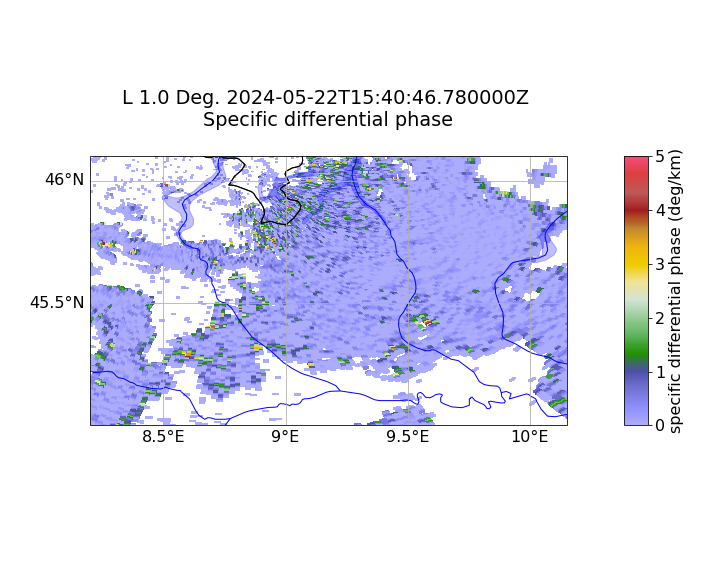 L 1.0 Deg. 2024-05-22T15:40:46.780000Z
Specific differential phase
46°N
45.5°N
8.5°E
9°E
9.5°E
10°E
5
4
3
2
1
0
specific differential phase (deg/km)